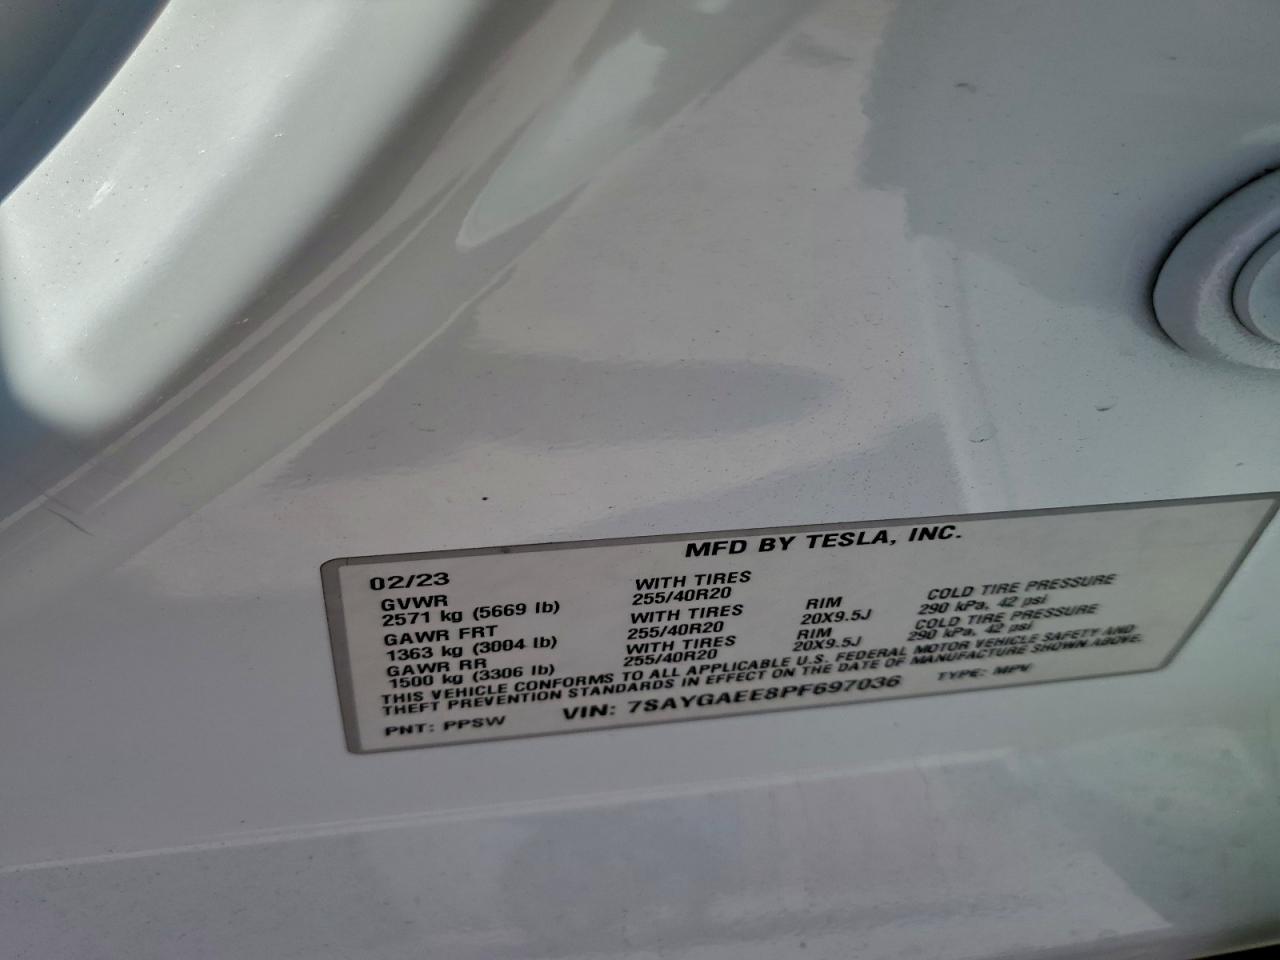 MFD BY TESLA, INC.
02/23
GVWR WITH TIRES
2571 kg (5669 lb) 255/40R20 RIM COLD TIRE PRESSURE
GAWR FRT WITH TIRES 20X9.5J 290 kPa, 42 psi
1363 kg (3004 lb) 255/40R20 RIM COLD TIRE PRESSURE
GAWR RR WITH TIRES 20X9.5J 290 kPa, 42 psi
1500 kg (3306 lb) 255/40R20
THIS VEHICLE CONFORMS TO ALL APPLICABLE U.S. FEDERAL MOTOR VEHICLE SAFETY AND
THEFT PREVENTION STANDARDS IN EFFECT ON THE DATE OF MANUFACTURE SHOWN ABOVE.
PNT: PPSW VIN: 7SAYGAEE8PF697036 TYPE: MPV